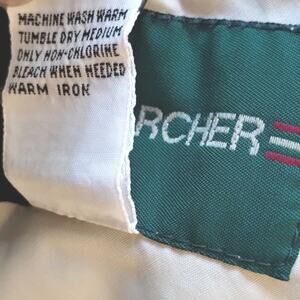 MACHINE WASH WARM
TUMBLE DRY MEDIUM
ONLY NON-CHLORINE
BLEACH WHEN NEEDED
WARM IRON
RCHER